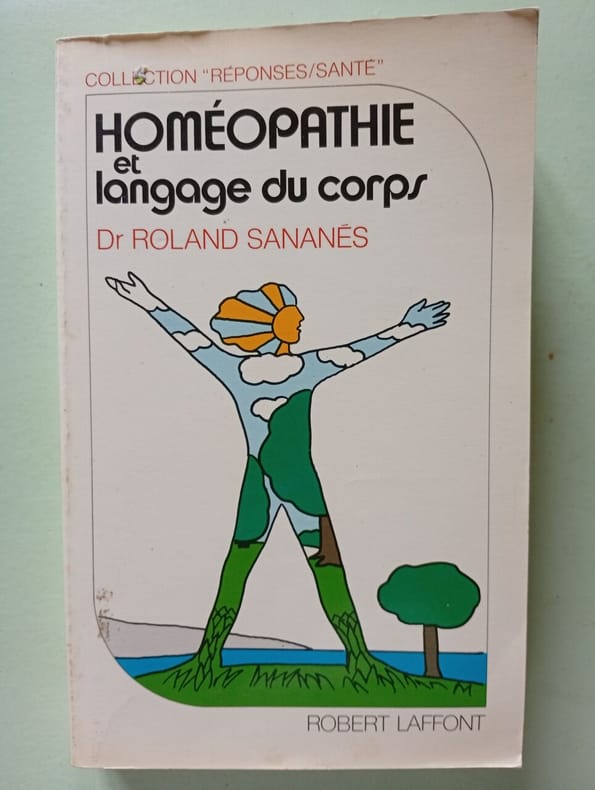 COLLECTION "RÉPONSES/SANTÉ"
HOMÉOPATHIE
et
langage du corps
Dr ROLAND SANANÉS
ROBERT LAFFONT